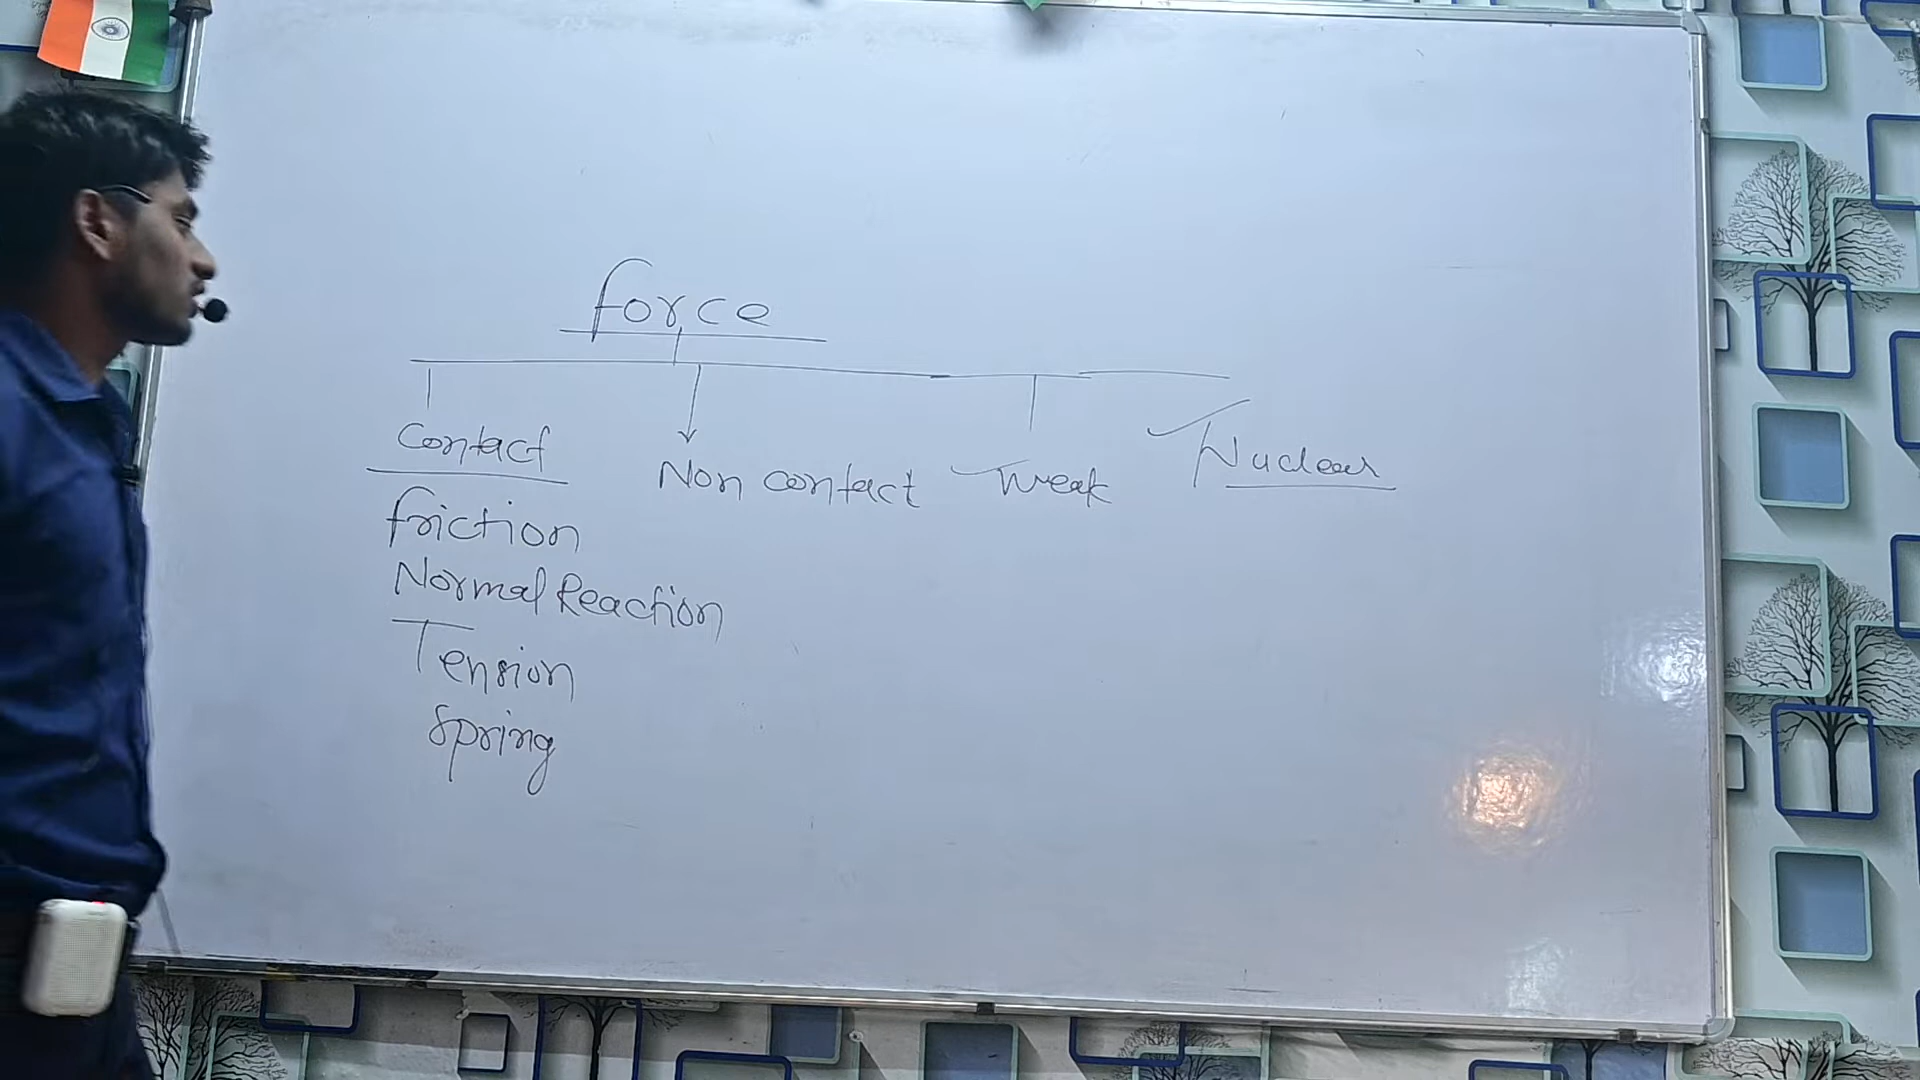 force
Contact
Non contact
weak
Nuclear
friction
Normal Reaction
Tension
Spring